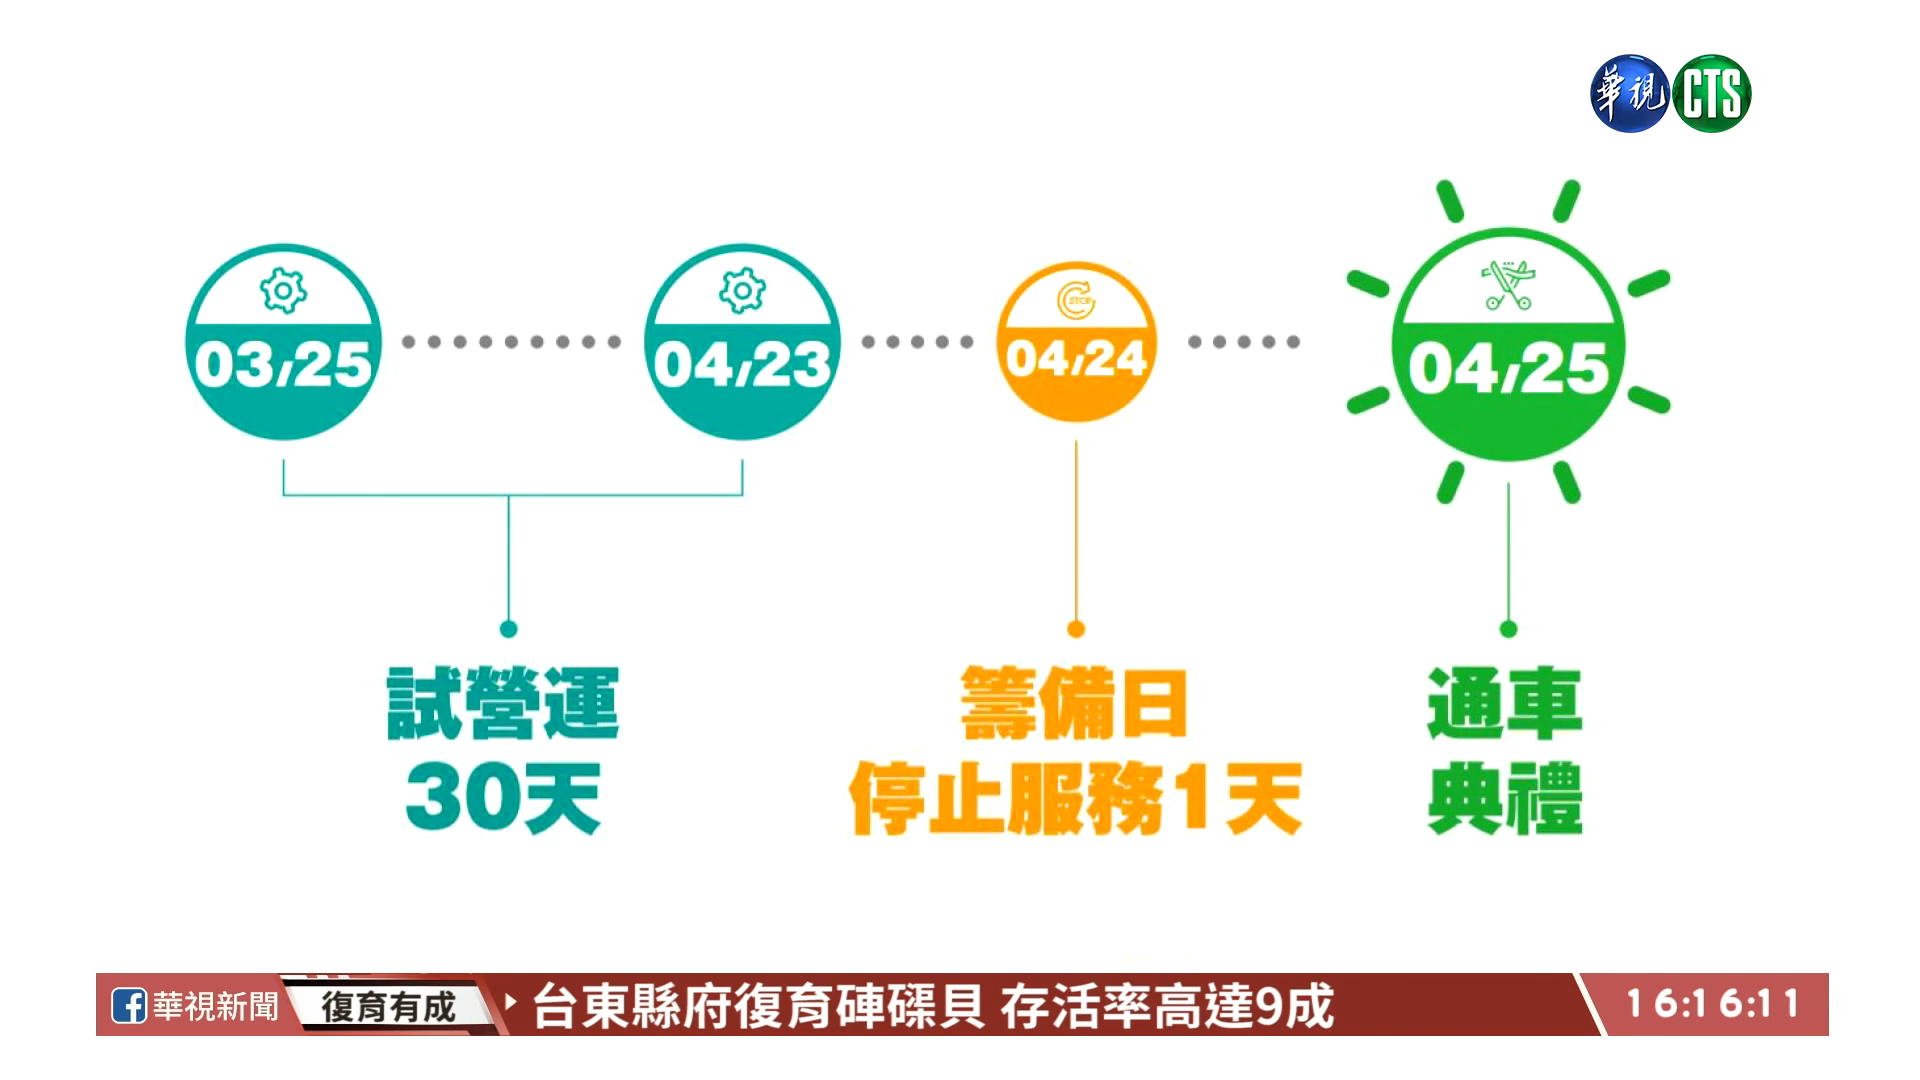 華視 CTS
03/25
04/23
04/24
04/25
試營運
30天
籌備日
停止服務1天
通車
典禮
華視新聞
復育有成
台東縣府復育硨磲貝 存活率高達9成
16:16:11